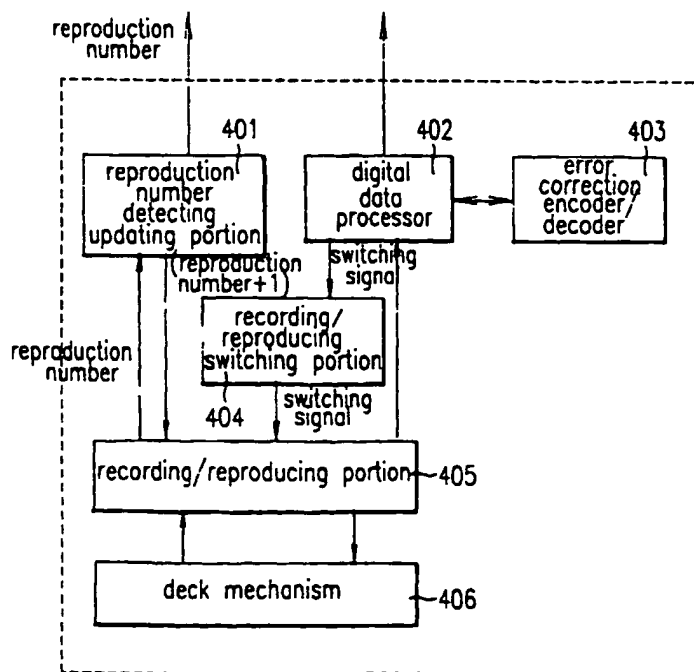 reproduction
number
401
402
403
reproduction
number
detecting
updating portion
digital
data
processor
error
correction
encoder/
decoder
(reproduction
number+1)
switching
signal
recording/
reproducing
switching portion
reproduction
number
404
switching
signal
recording/reproducing portion
405
deck mechanism
406